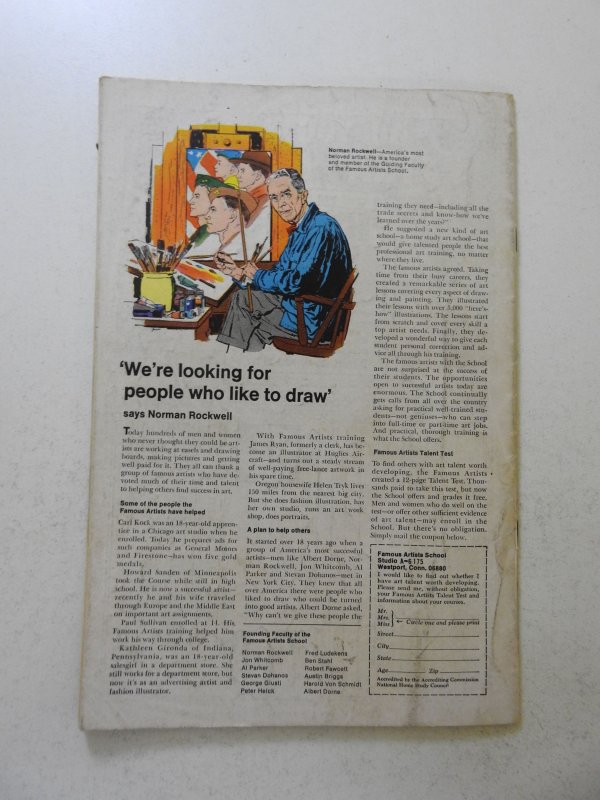 Norman Rockwell—America's most
beloved artist. He is a founder
and member of the Guiding Faculty
of the Famous Artists School.
'We're looking for
people who like to draw'
says Norman Rockwell
Today hundreds of men and women
who never thought they could be art-
ists are working at easels and drawing
boards, making pictures and getting
well paid for it. They all can thank a
group of famous artists who have de-
voted much of their time and talent
to helping others find success in art.
Some of the people the
Famous Artists have helped
Carl Kock was an 18-year-old appren-
tice in a Chicago art studio when he
enrolled. Today he prepares ads for
such companies as General Motors
and Firestone—has won five gold
medals.
Howard Sanden of Minneapolis
took the Course while still in high
school. He is now a successful artist—
recently he and his wife traveled
through Europe and the Middle East
on important art assignments.
Paul Sullivan enrolled at 14. His
Famous Artists training helped him
work his way through college.
Kathleen Gironda of Indiana,
Pennsylvania, was an 18-year-old
salesgirl in a department store. She
still works for a department store, but
now it's as an advertising artist and
fashion illustrator.
With Famous Artists training
James Ryan, formerly a clerk, has be-
come an illustrator at Hughes Air-
craft—and turns out a steady stream
of well-paying free-lance artwork in
his spare time.
Oregon housewife Helen Tryk lives
150 miles from the nearest big city.
But she does fashion illustration, has
her own studio, runs an art work
shop, does portraits.
A plan to help others
It started over 18 years ago when a
group of America's most successful
artists—men like Albert Dorne, Nor-
man Rockwell, Jon Whitcomb, Al
Parker and Stevan Dohanos—met in
New York City. They knew that all
over America there were people who
liked to draw who could be turned
into good artists. Albert Dorne asked,
"Why can't we give these people the
Founding Faculty of the
Famous Artists School
Norman Rockwell
Jon Whitcomb
Al Parker
Stevan Dohanos
George Giusti
Peter Helck
Fred Ludekens
Ben Stahl
Robert Fawcett
Austin Briggs
Harold Von Schmidt
Albert Dorne
training they need—including all the
trade secrets and know-how we've
learned over the years?"
He suggested a new kind of art
school—a home study art school—that
would give talented people the best
professional art training, no matter
where they live.
The famous artists agreed. Taking
time from their busy careers, they
created a remarkable series of art
lessons covering every aspect of draw-
ing and painting. They illustrated
their lessons with over 5,000 "here's-
how" illustrations. The lessons start
from scratch and cover every skill a
top artist needs. Finally, they de-
veloped a wonderful way to give each
student personal correction and ad-
vice all through his training.
The famous artists with the School
are not surprised at the success of
their students. The opportunities
open to successful artists today are
enormous. The School continually
gets calls from all over the country
asking for practical well-trained stu-
dents—not geniuses—who can step
into full-time or part-time art jobs.
And practical, thorough training is
what the School offers.
Famous Artists Talent Test
To find others with art talent worth
developing, the Famous Artists
created a 12-page Talent Test. Thou-
sands paid to take this test, but now
the School offers and grades it free.
Men and women who do well on the
test—or offer other sufficient evidence
of art talent—may enroll in the
School. But there's no obligation.
Simply mail the coupon below.
Famous Artists School
Studio
Westport, Conn. 06880
I would like to find out whether I
have art talent worth developing.
Please send me, without obligation,
your Famous Artists Talent Test and
information about your courses.
Mr.
Mrs.
Miss
← Circle one and please print
Street
City
State
Age Zip
Accredited by the Accrediting Commission
National Home Study Council